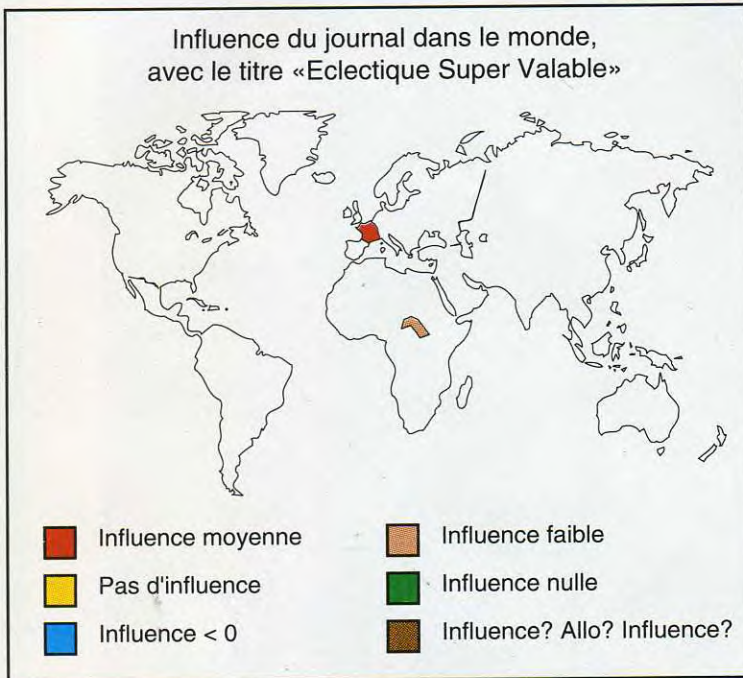 Influence du journal dans le monde,
avec le titre «Eclectique Super Valable»
Influence moyenne
Influence faible
Pas d'influence
Influence nulle
Influence < 0
Influence? Allo? Influence?